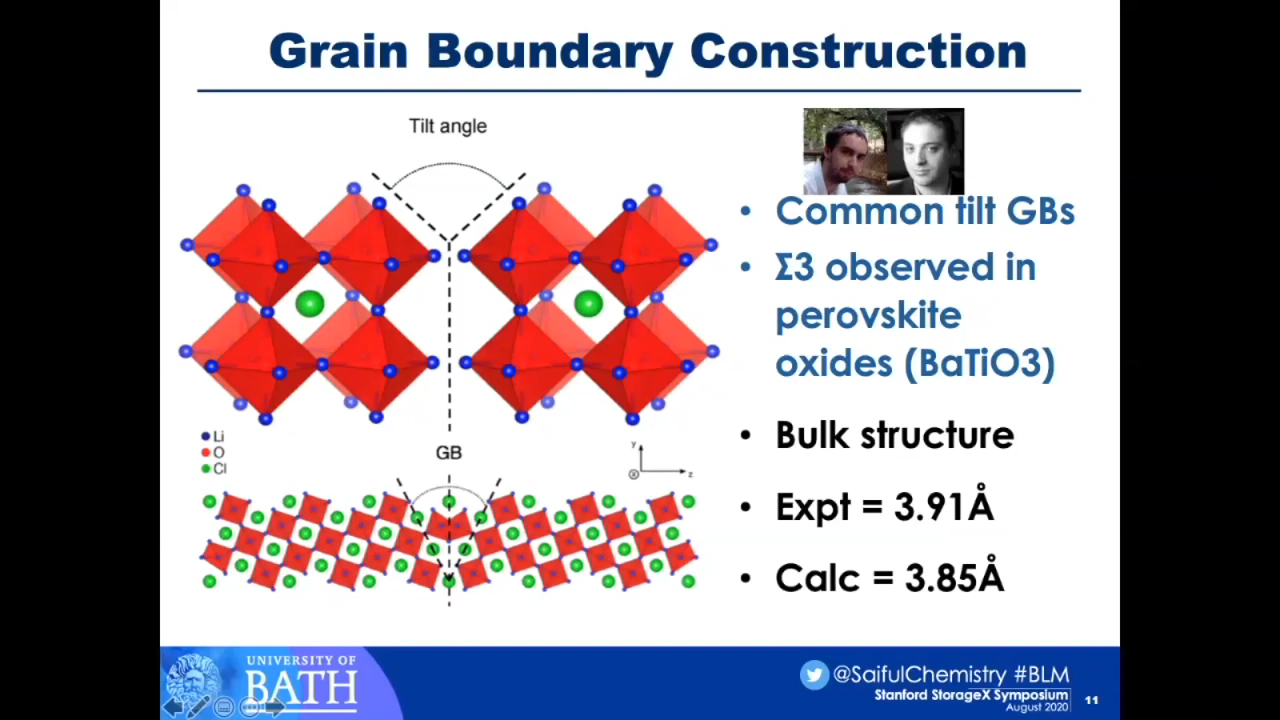 Grain Boundary Construction
Tilt angle
Li
O
Cl
GB
y
x
z
• Common tilt GBs
• Σ3 observed in
perovskite
oxides (BaTiO3)
• Bulk structure
• Expt = 3.91Å
• Calc = 3.85Å
UNIVERSITY OF
BATH
@SaifulChemistry #BLM
Stanford StorageX Symposium
August 2020
11